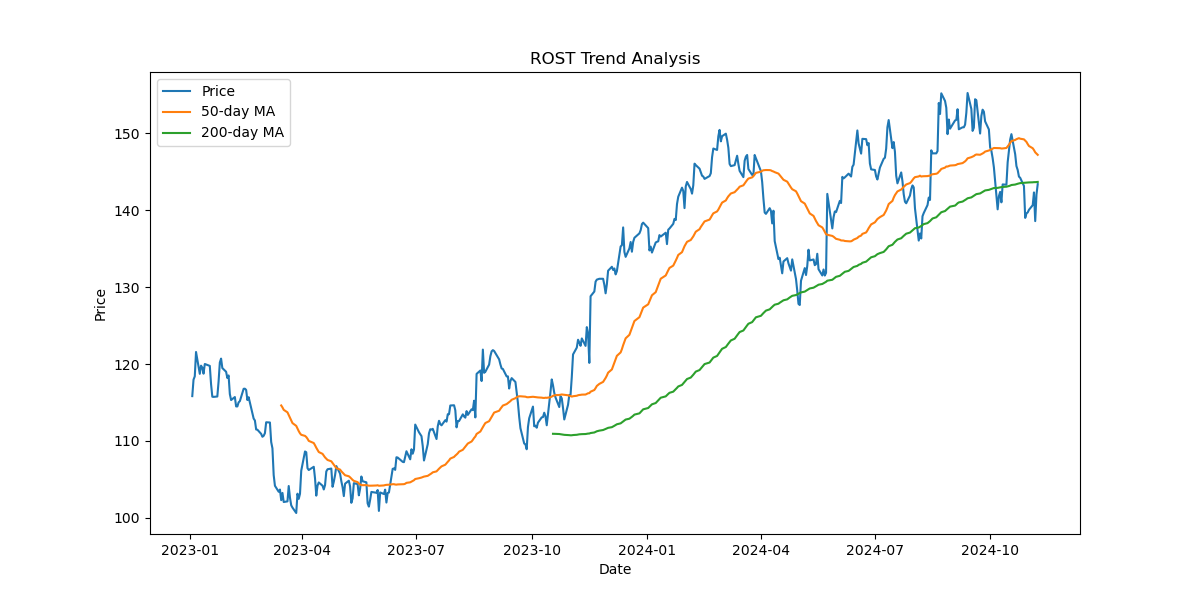 ROST Trend Analysis
Price
50-day MA
200-day MA
150
140
130
120
110
100
Price
2023-01
2023-04
2023-07
2023-10
2024-01
2024-04
2024-07
2024-10
Date